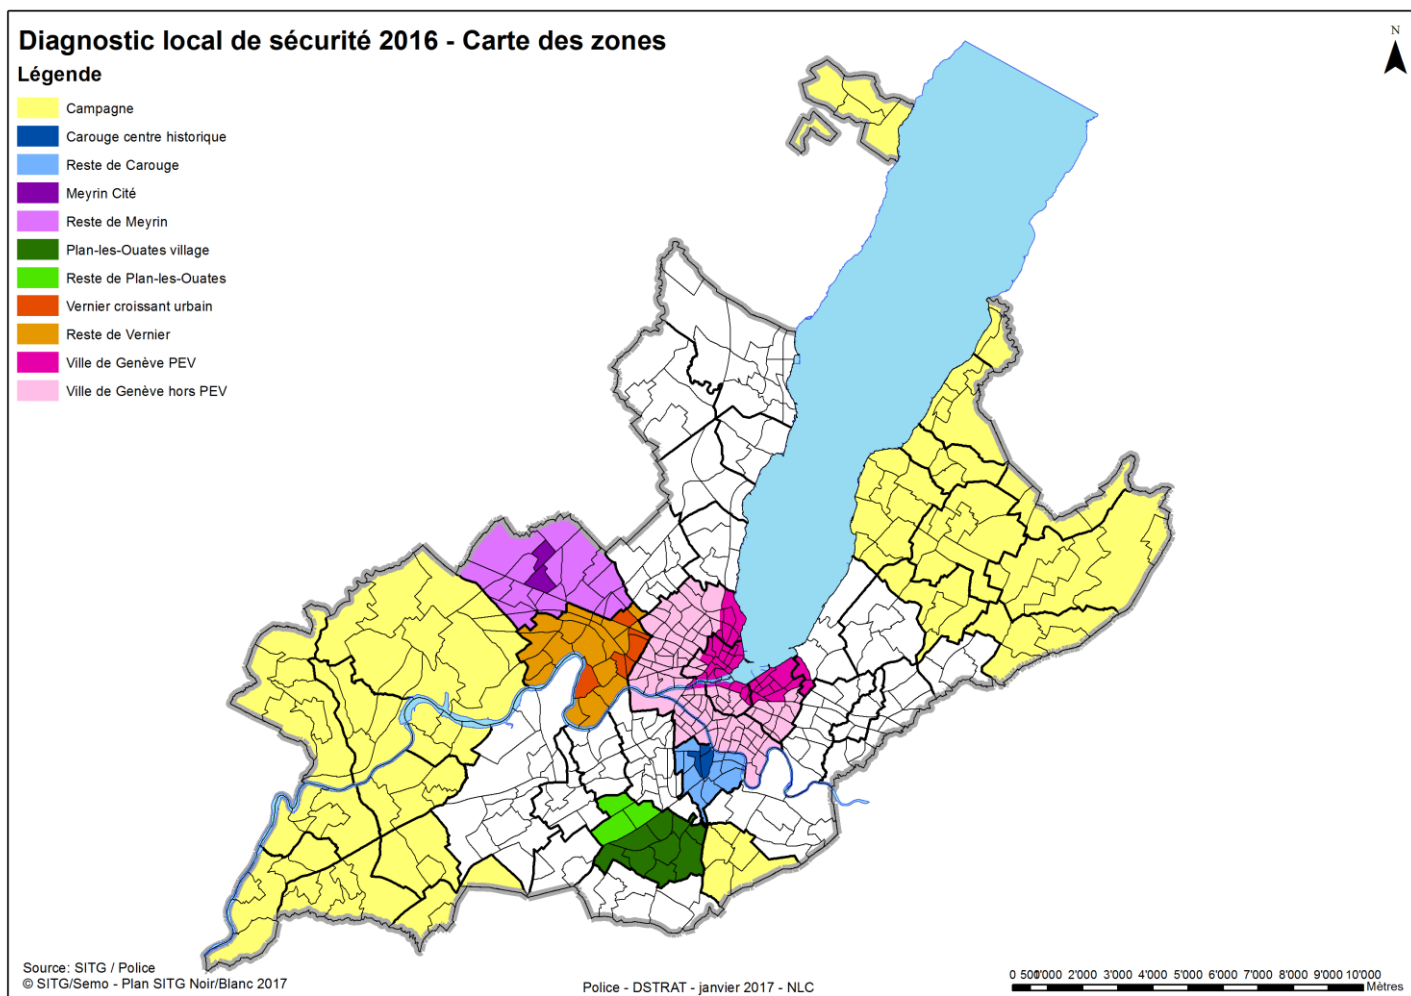 Diagnostic local de sécurité 2016 - Carte des zones
N
Légende
Campagne
Carouge centre historique
Reste de Carouge
Meyrin Cité
Reste de Meyrin
Plan-les-Ouates village
Reste de Plan-les-Ouates
Vernier croissant urbain
Reste de Vernier
Ville de Genève PEV
Ville de Genève hors PEV
Source: SITG / Police
© SITG/Semo - Plan SITG Noir/Blanc 2017
Police - DSTRAT - janvier 2017 - NLC
0 500 1'000 2'000 3'000 4'000 5'000 6'000 7'000 8'000 9'000 10'000
Mètres